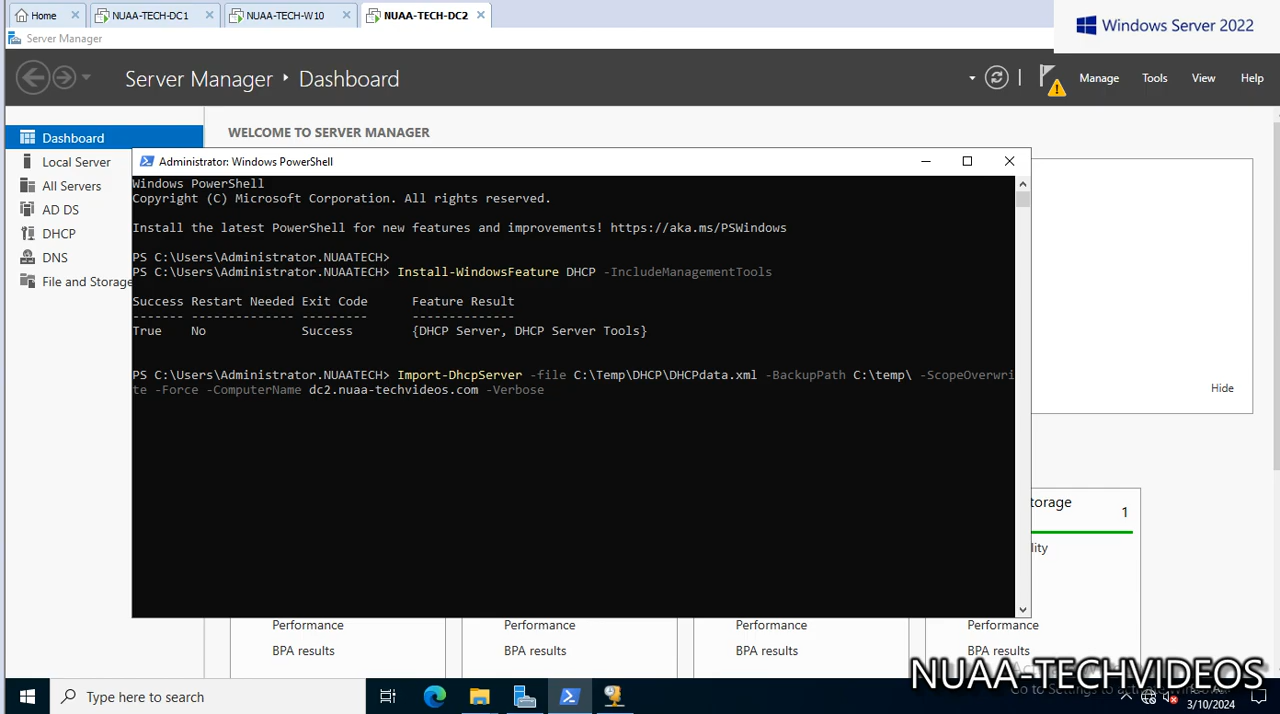 Home
NUAA-TECH-DC1
NUAA-TECH-W10
NUAA-TECH-DC2
Windows Server 2022
Server Manager
Server Manager ‣ Dashboard
Manage
Tools
View
Help
Dashboard
Local Server
All Servers
AD DS
DHCP
DNS
File and Storage
WELCOME TO SERVER MANAGER
Administrator: Windows PowerShell
Windows PowerShell
Copyright (C) Microsoft Corporation. All rights reserved.
Install the latest PowerShell for new features and improvements! https://aka.ms/PSWindows
PS C:\Users\Administrator.NUAATECH>
PS C:\Users\Administrator.NUAATECH> Install-WindowsFeature DHCP -IncludeManagementTools
Success Restart Needed Exit Code      Feature Result
------- -------------- ---------      --------------
True    No             Success        {DHCP Server, DHCP Server Tools}
PS C:\Users\Administrator.NUAATECH> Import-DhcpServer -file C:\Temp\DHCP\DHCPdata.xml -BackupPath C:\temp\ -ScopeOverwri
te -Force -ComputerName dc2.nuaa-techvideos.com -Verbose
Hide
torage
1
ility
Performance
Performance
Performance
Performance
BPA results
BPA results
BPA results
BPA results
NUAA-TECHVIDEOS
Type here to search
3/10/2024